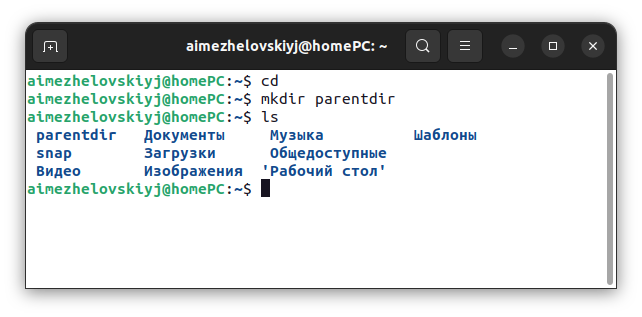 aimezhelovskiyj@homePC: ~
aimezhelovskiyj@homePC:~$ cd
aimezhelovskiyj@homePC:~$ mkdir parentdir
aimezhelovskiyj@homePC:~$ ls
parentdir Документы Музыка Шаблоны
snap Загрузки Общедоступные
Видео Изображения 'Рабочий стол'
aimezhelovskiyj@homePC:~$